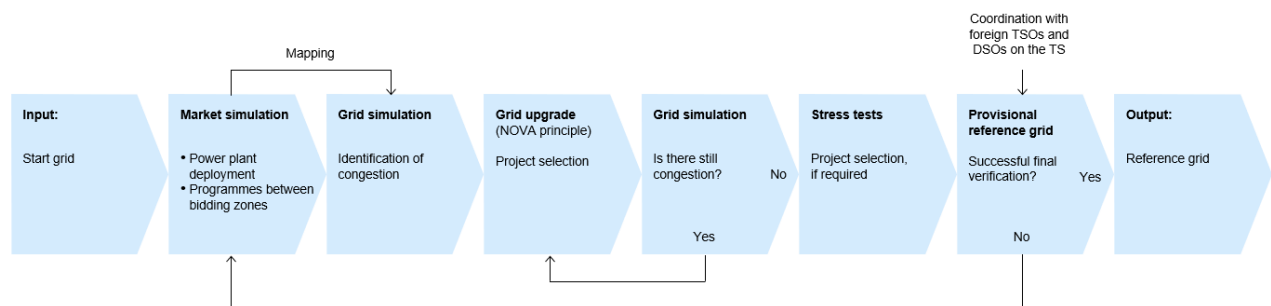 Coordination with
foreign TSOs and
DSOs on the TS
Mapping
Input:
Start grid
Market simulation
• Power plant
deployment
• Programmes between
bidding zones
Grid simulation
Identification of
congestion
Grid upgrade
(NOVA principle)
Project selection
Grid simulation
Is there still
congestion?
No
Yes
Stress tests
Project selection,
if required
Provisional
reference grid
Successful final
verification?
Yes
No
Output:
Reference grid